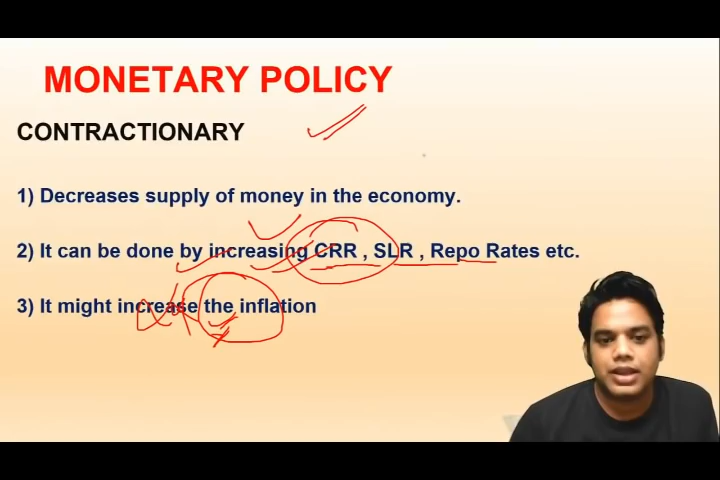 MONETARY POLICY
CONTRACTIONARY
1) Decreases supply of money in the economy.
2) It can be done by increasing CRR , SLR , Repo Rates etc.
3) It might increase the inflation